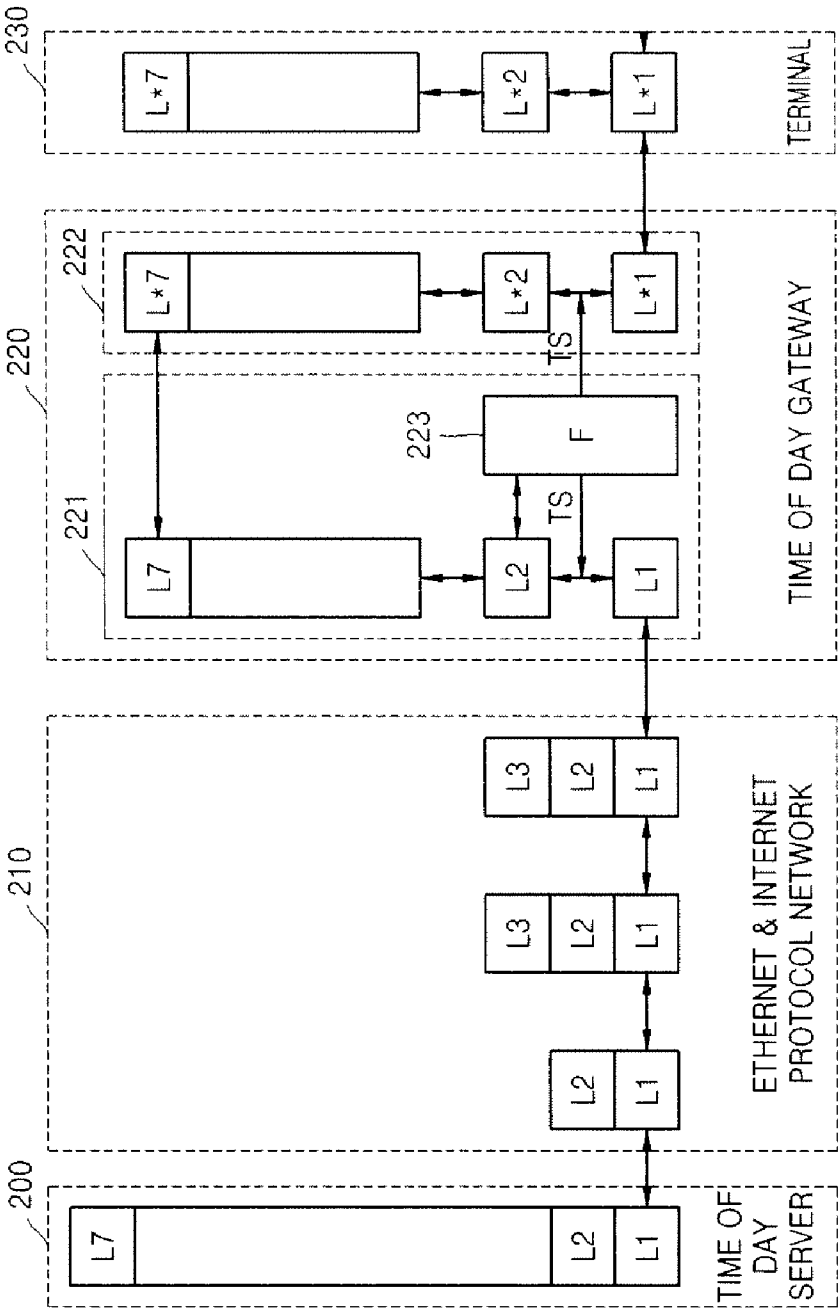 200
210
220
230
221
222
L7
L7
L*7
L*7
223
L3
L3
L2
L2
L2
L2
L2
F
L*2
L*2
TS
TS
L1
L1
L1
L1
L1
L*1
L*1
TIME OF
DAY
SERVER
ETHERNET & INTERNET
PROTOCOL NETWORK
TIME OF DAY GATEWAY
TERMINAL